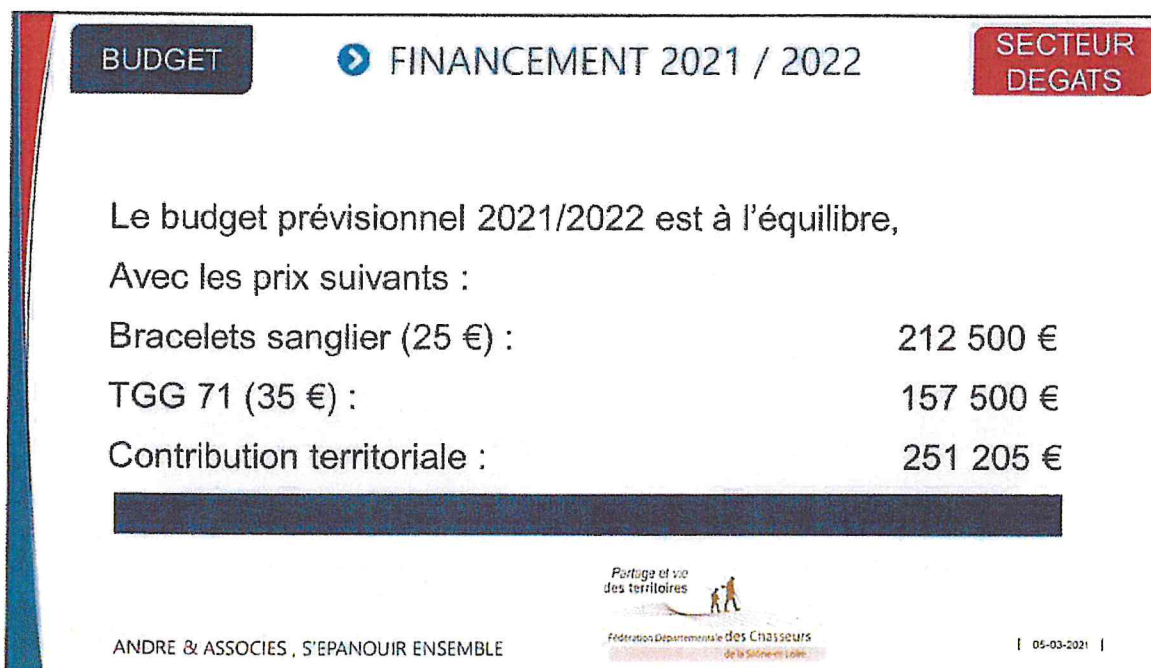 BUDGET
FINANCEMENT 2021 / 2022
SECTEUR
DEGATS
Le budget prévisionnel 2021/2022 est à l'équilibre,
Avec les prix suivants :
Bracelets sanglier (25 €) : 212 500 €
TGG 71 (35 €) : 157 500 €
Contribution territoriale : 251 205 €
Partage et vie
des territoires
Fédération Départementale des Chasseurs
de la Saône-et-Loire
ANDRE & ASSOCIES , S'EPANOUIR ENSEMBLE
| 05-03-2021 |